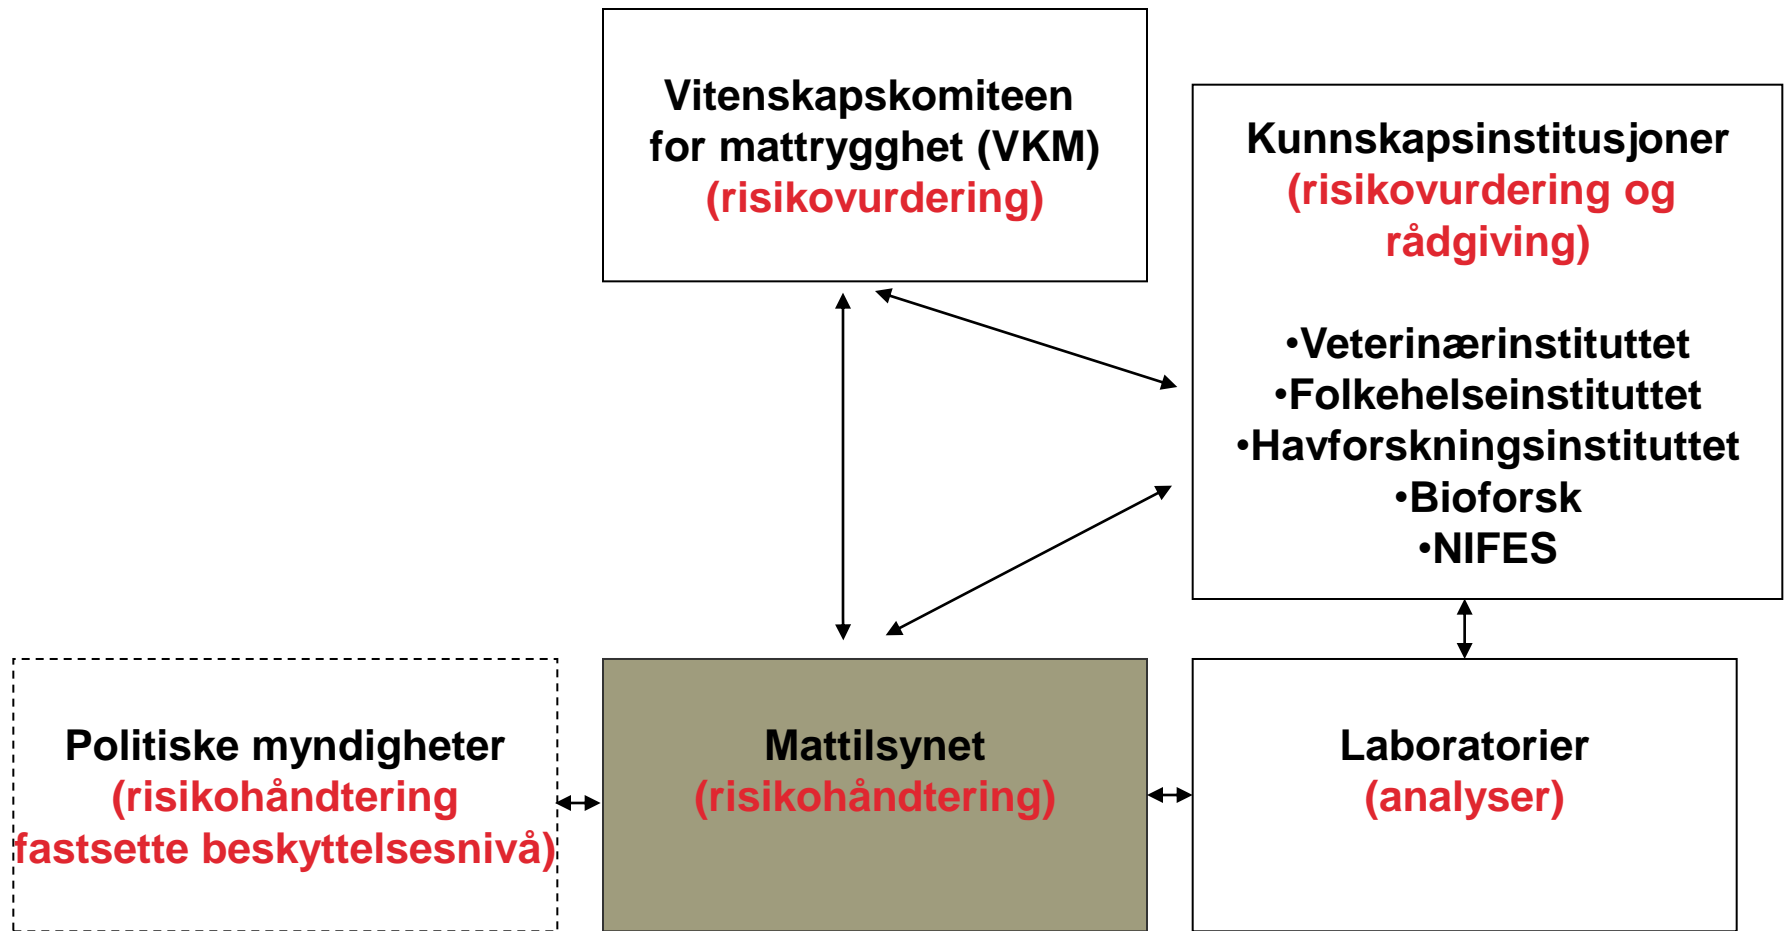 Vitenskapskomiteen
for mattrygghet (VKM)
(risikovurdering)
Kunnskapsinstitusjoner
(risikovurdering og
rådgiving)
•Veterinærinstituttet
•Folkehelseinstituttet
•Havforskningsinstituttet
•Bioforsk
•NIFES
Politiske myndigheter
(risikohåndtering
fastsette beskyttelsesnivå)
Mattilsynet
(risikohåndtering)
Laboratorier
(analyser)